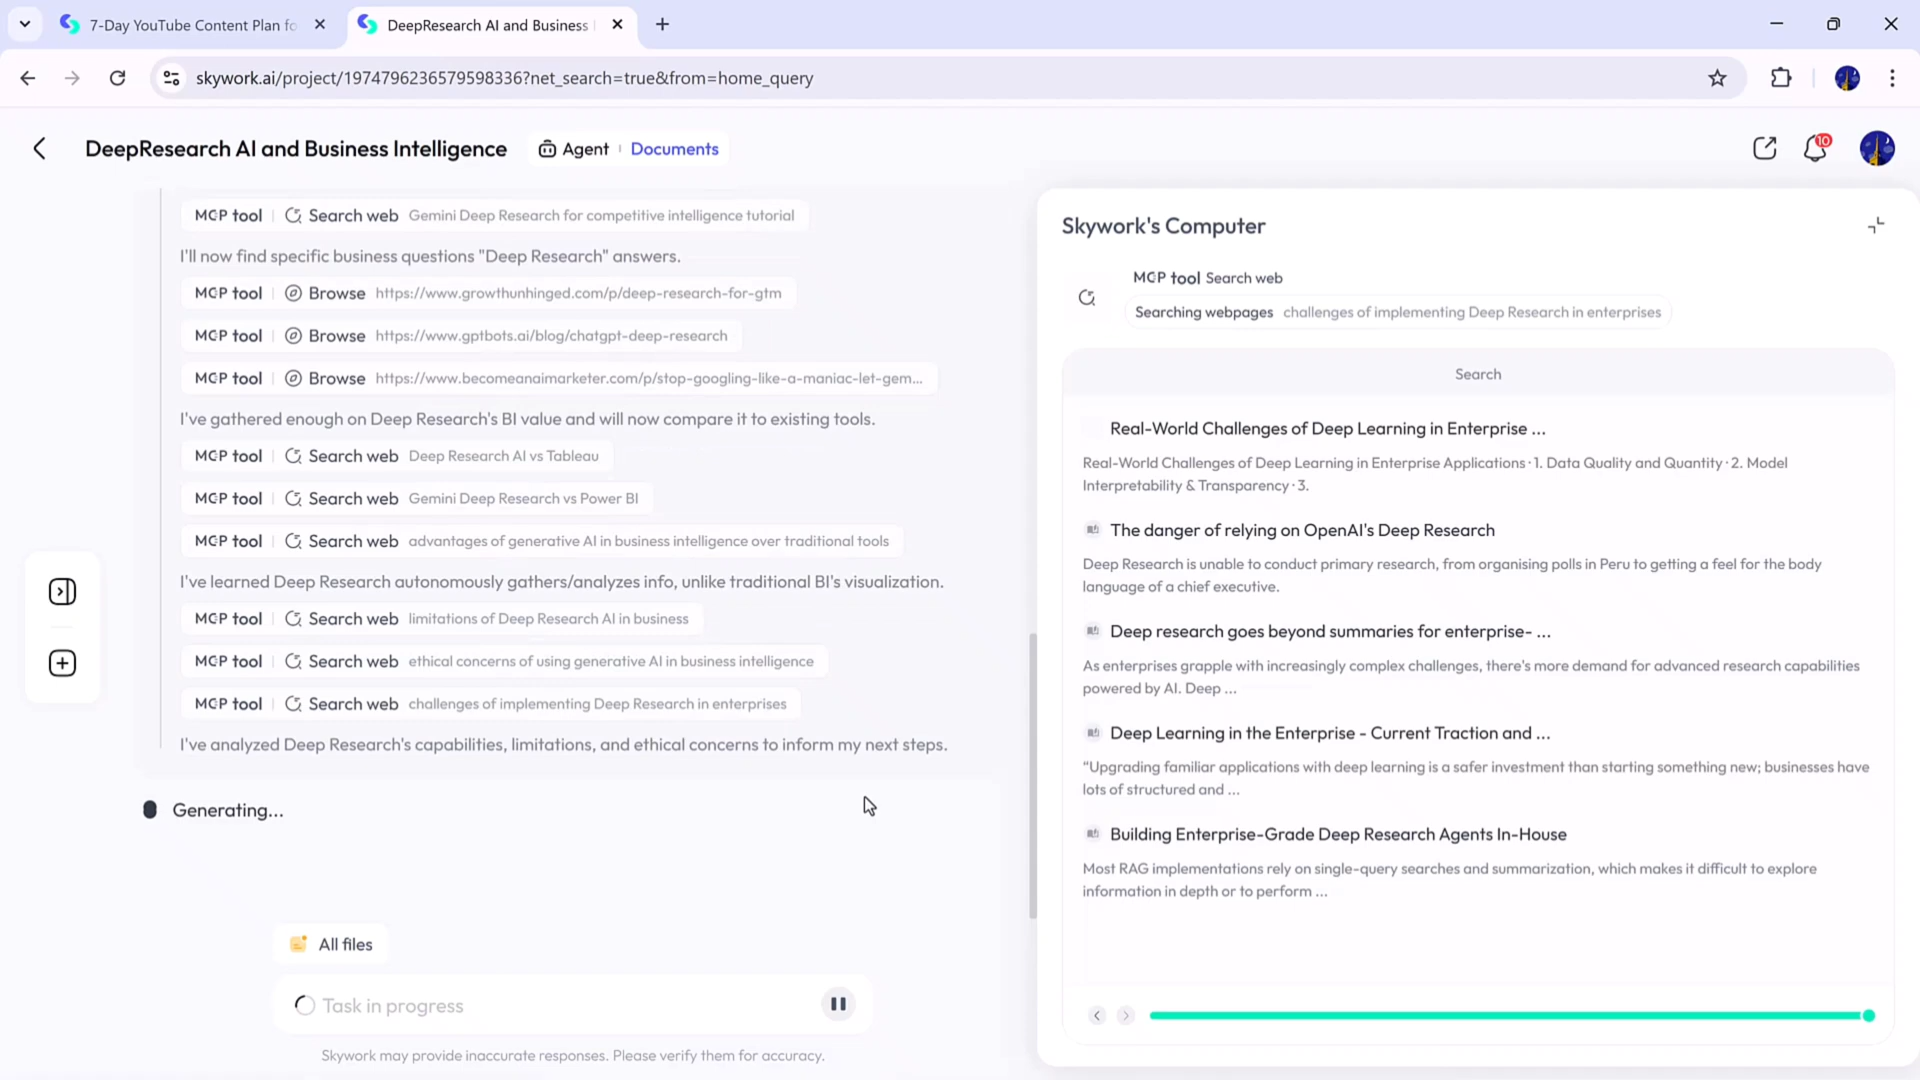 7-Day YouTube Content Plan fo
DeepResearch AI and Business
skywork.ai/project/1974796236579598336?net_search=true&from=home_query
DeepResearch AI and Business Intelligence
Agent
Documents
10
MCP tool Search web Gemini Deep Research for competitive intelligence tutorial
I'll now find specific business questions "Deep Research" answers.
MCP tool Browse https://www.growthunhinged.com/p/deep-research-for-gtm
MCP tool Browse https://www.gptbots.ai/blog/chatgpt-deep-research
MCP tool Browse https://www.becomeanaimarketer.com/p/stop-googling-like-a-maniac-let-gem...
I've gathered enough on Deep Research's BI value and will now compare it to existing tools.
MCP tool Search web Deep Research AI vs Tableau
MCP tool Search web Gemini Deep Research vs Power BI
MCP tool Search web advantages of generative AI in business intelligence over traditional tools
I've learned Deep Research autonomously gathers/analyzes info, unlike traditional BI's visualization.
MCP tool Search web limitations of Deep Research AI in business
MCP tool Search web ethical concerns of using generative AI in business intelligence
MCP tool Search web challenges of implementing Deep Research in enterprises
I've analyzed Deep Research's capabilities, limitations, and ethical concerns to inform my next steps.
Generating...
All files
Task in progress
Skywork may provide inaccurate responses. Please verify them for accuracy.
Skywork's Computer
MCP tool Search web
Searching webpages challenges of implementing Deep Research in enterprises
Search
Real-World Challenges of Deep Learning in Enterprise ...
Real-World Challenges of Deep Learning in Enterprise Applications · 1. Data Quality and Quantity · 2. Model
Interpretability & Transparency · 3.
The danger of relying on OpenAI's Deep Research
Deep Research is unable to conduct primary research, from organising polls in Peru to getting a feel for the body
language of a chief executive.
Deep research goes beyond summaries for enterprise- ...
As enterprises grapple with increasingly complex challenges, there's more demand for advanced research capabilities
powered by AI. Deep ...
Deep Learning in the Enterprise - Current Traction and ...
“Upgrading familiar applications with deep learning is a safer investment than starting something new; businesses have
lots of structured and ...
Building Enterprise-Grade Deep Research Agents In-House
Most RAG implementations rely on single-query searches and summarization, which makes it difficult to explore
information in depth or to perform ...